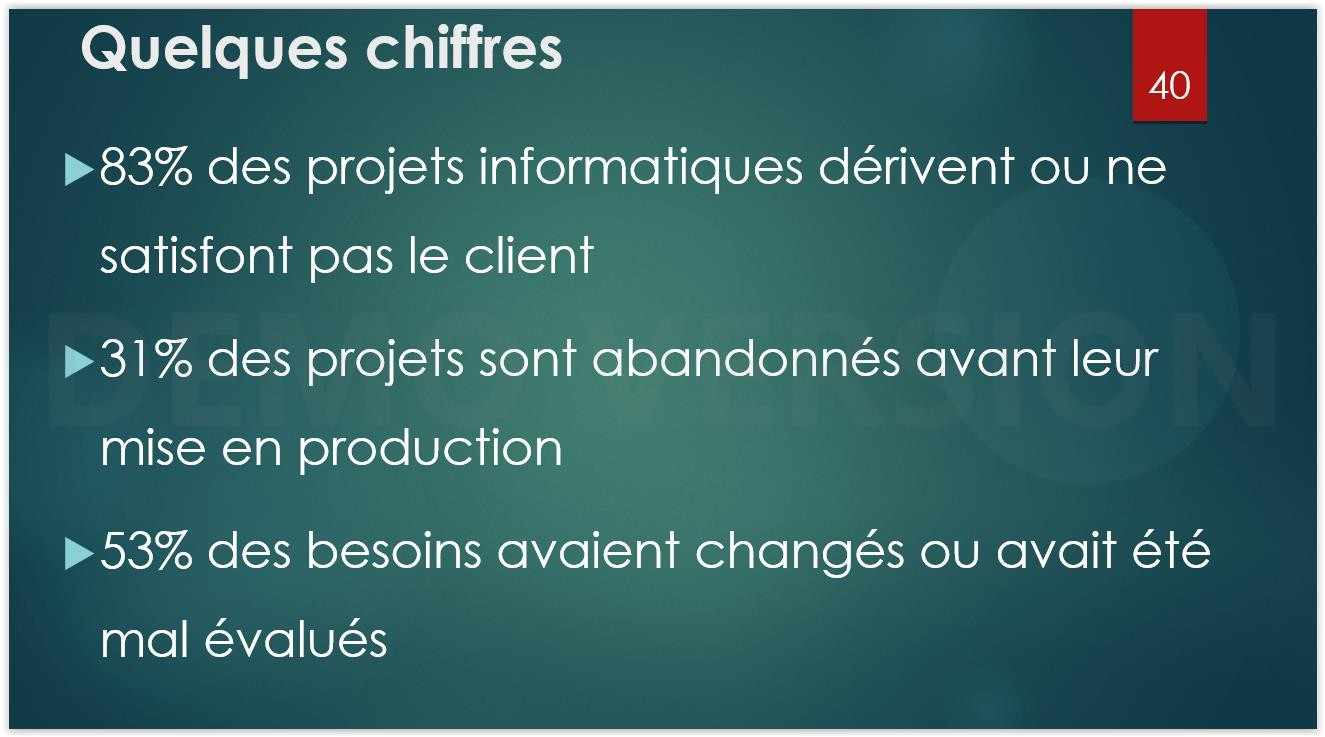 Quelques chiffres
40
83% des projets informatiques dérivent ou ne
satisfont pas le client
31% des projets sont abandonnés avant leur
mise en production
53% des besoins avaient changés ou avait été
mal évalués
DEMO VERSION